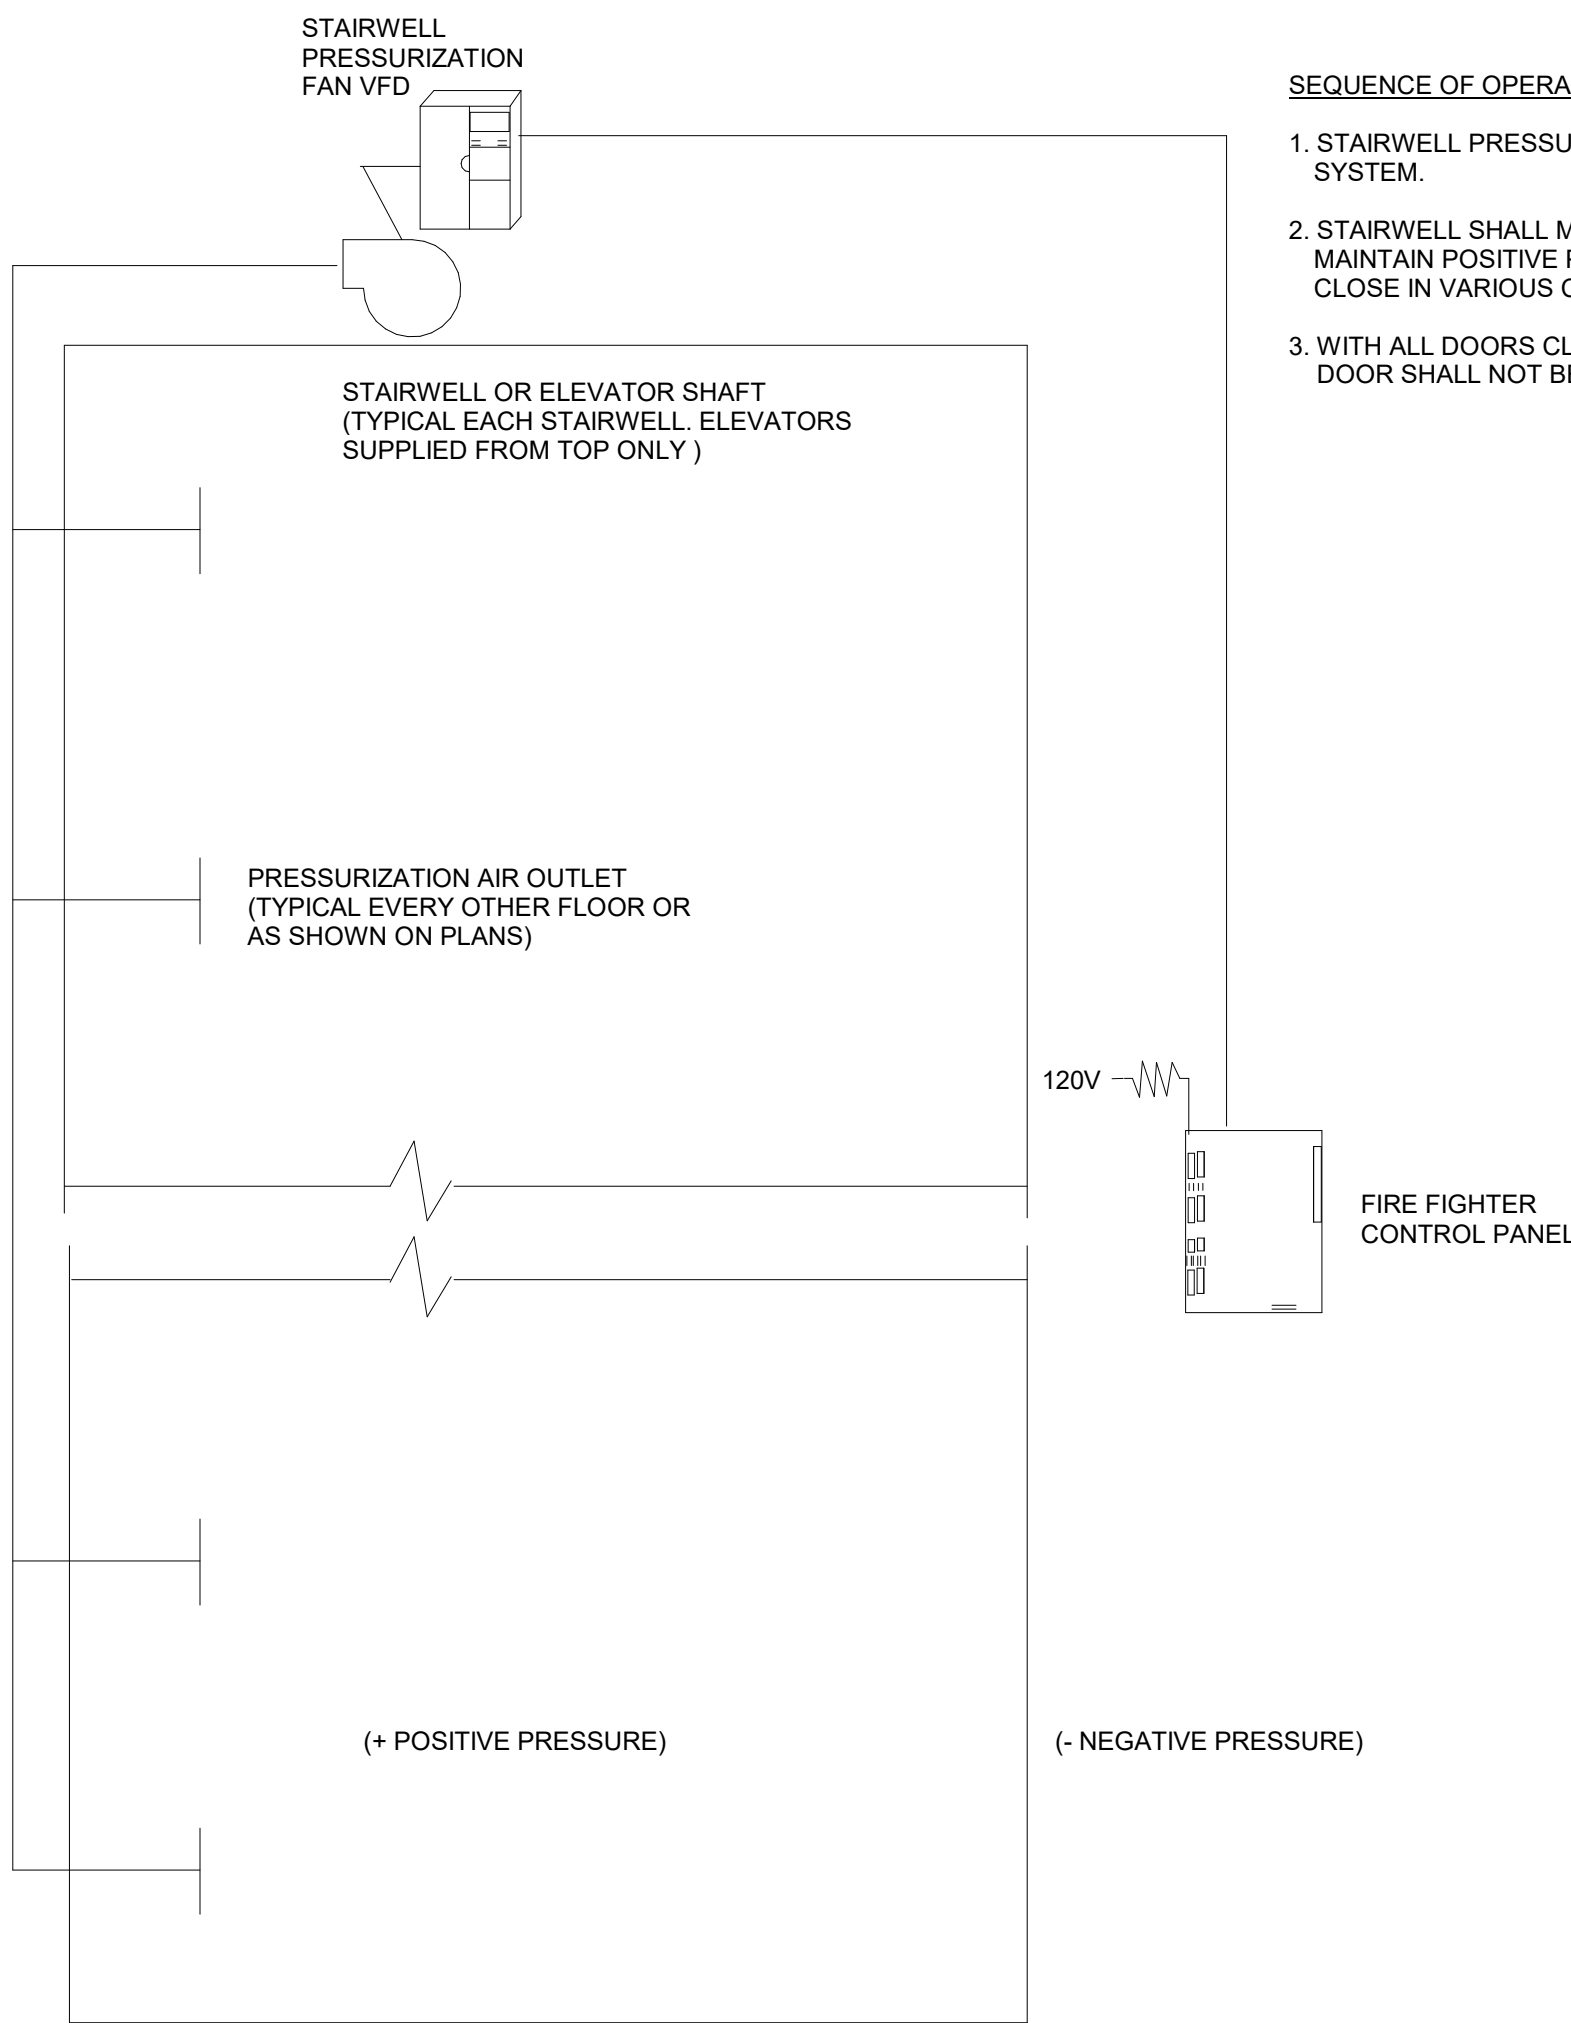 STAIRWELL
PRESSURIZATION
FAN VFD
SEQUENCE OF OPERA
1. STAIRWELL PRESSU
SYSTEM.
2. STAIRWELL SHALL M
MAINTAIN POSITIVE
CLOSE IN VARIOUS
3. WITH ALL DOORS CL
DOOR SHALL NOT BE
STAIRWELL OR ELEVATOR SHAFT
(TYPICAL EACH STAIRWELL. ELEVATORS
SUPPLIED FROM TOP ONLY )
PRESSURIZATION AIR OUTLET
(TYPICAL EVERY OTHER FLOOR OR
AS SHOWN ON PLANS)
120V
FIRE FIGHTER
CONTROL PANEL
(+ POSITIVE PRESSURE)
(- NEGATIVE PRESSURE)